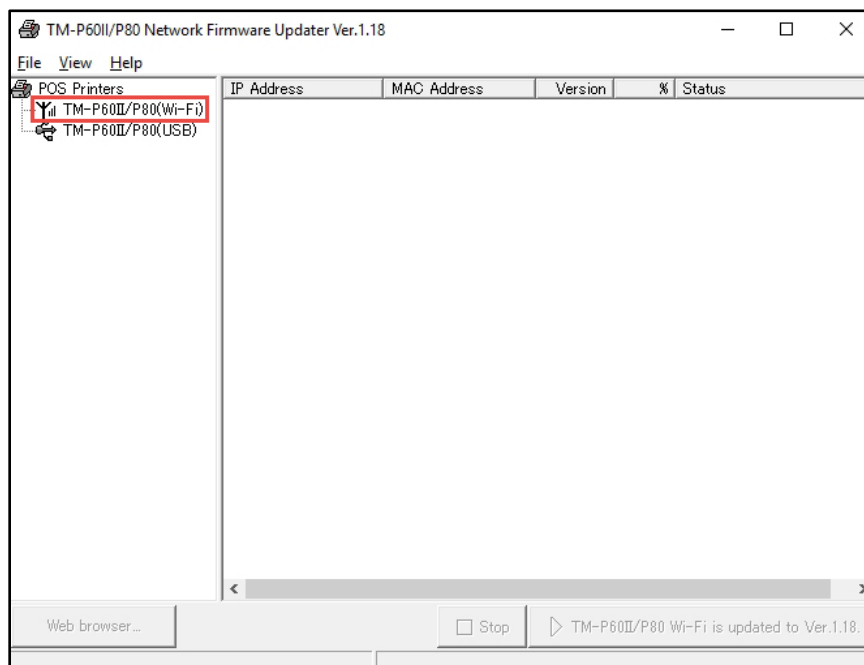 TM-P60II/P80 Network Firmware Updater Ver.1.18
File View Help
POS Printers
TM-P60Ⅱ/P80(Wi-Fi)
TM-P60Ⅱ/P80(USB)
IP Address MAC Address Version % Status
Web browser...
Stop
TM-P60Ⅱ/P80 Wi-Fi is updated to Ver.1.18.